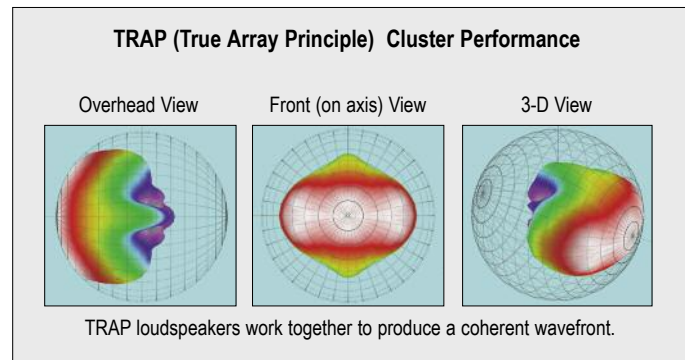 TRAP (True Array Principle)  Cluster Performance
Overhead View
Front (on axis) View
3-D View
TRAP loudspeakers work together to produce a coherent wavefront.